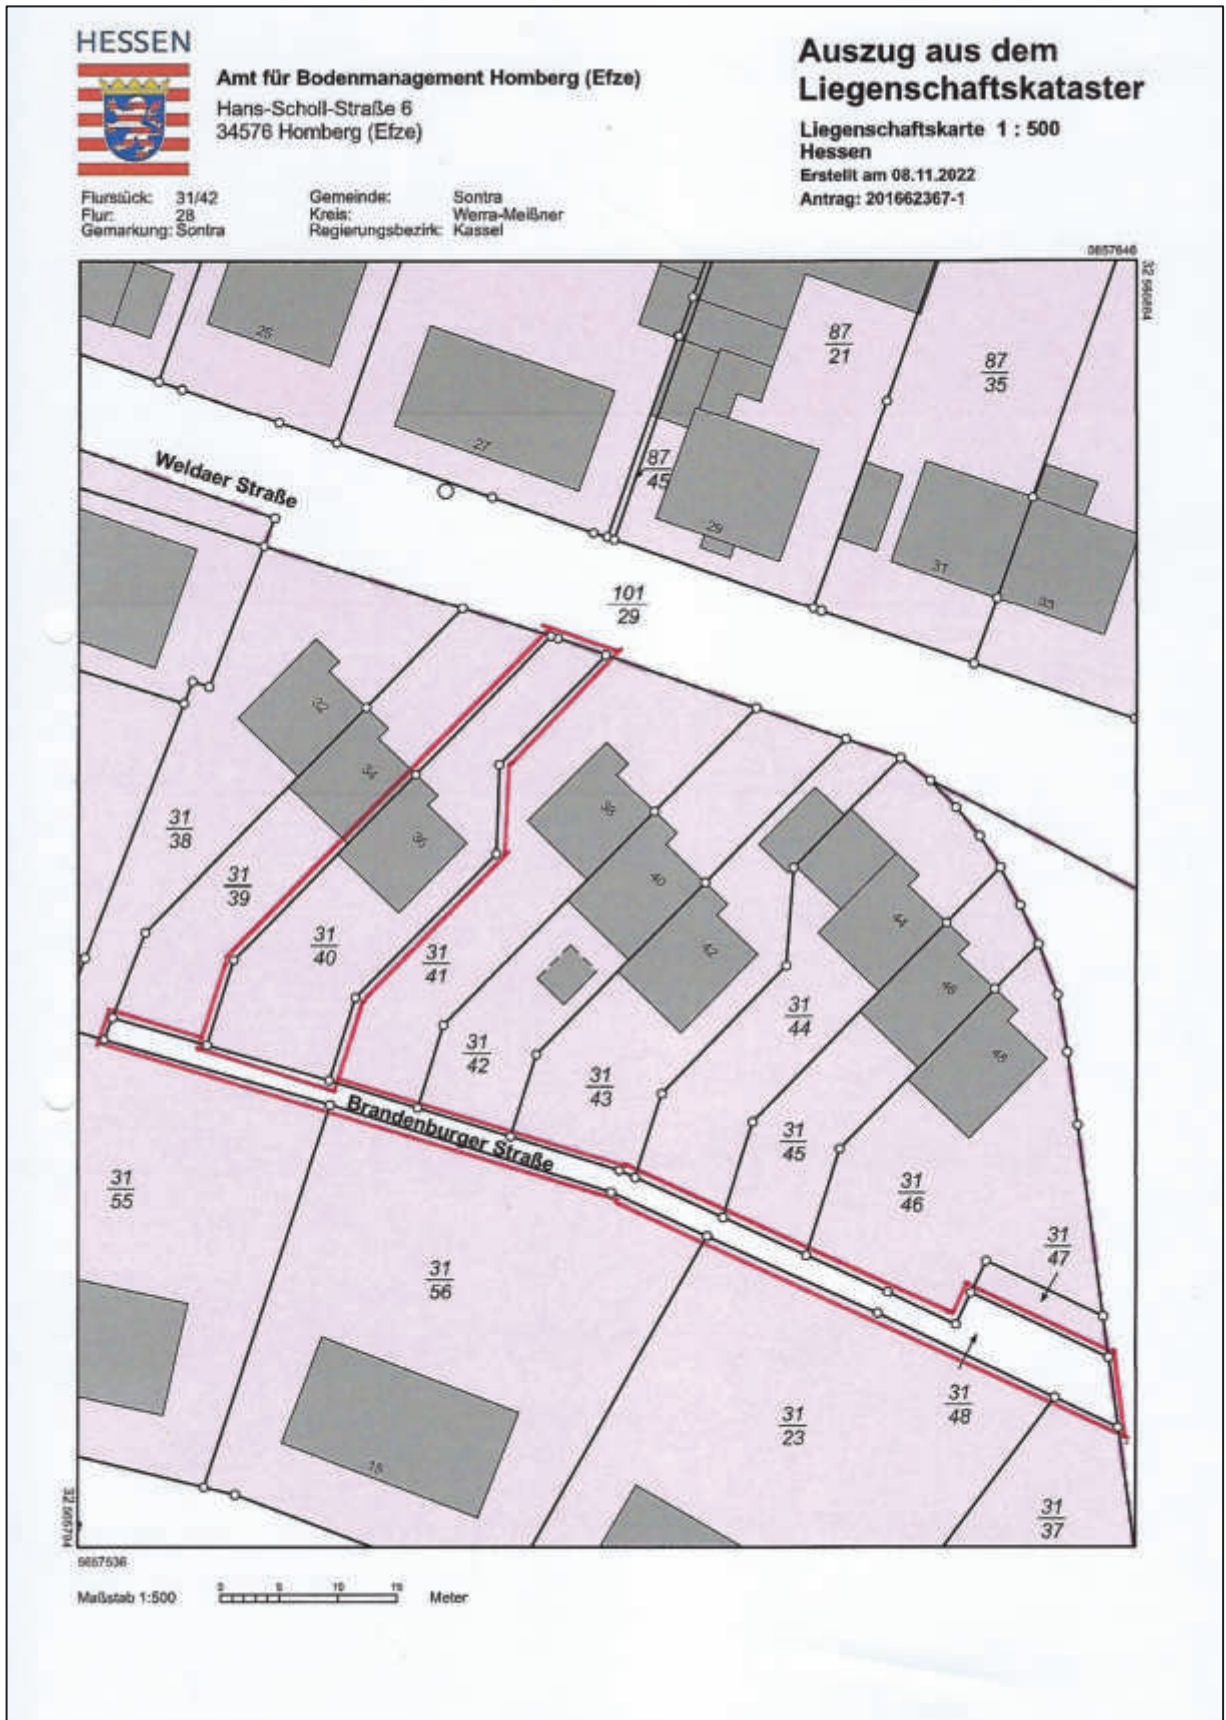 HESSEN
Amt für Bodenmanagement Homberg (Efze)
Hans-Scholl-Straße 6
34576 Homberg (Efze)
Auszug aus dem
Liegenschaftskataster
Liegenschaftskarte 1 : 500
Hessen
Erstellt am 08.11.2022
Antrag: 201662367-1
Flurstück: 31/42
Flur: 28
Gemarkung: Sontra
Gemeinde: Sontra
Kreis: Werra-Meißner
Regierungsbezirk: Kassel
25
27
87
21
87
35
87
45
29
31
33
Weldaer Straße
101
29
32
34
36
38
40
42
44
46
48
31
38
31
39
31
40
31
41
31
42
31
43
31
44
31
45
31
46
31
47
31
48
Brandenburger Straße
31
55
31
56
31
23
31
37
Maßstab 1:500
0
5
10
15
Meter